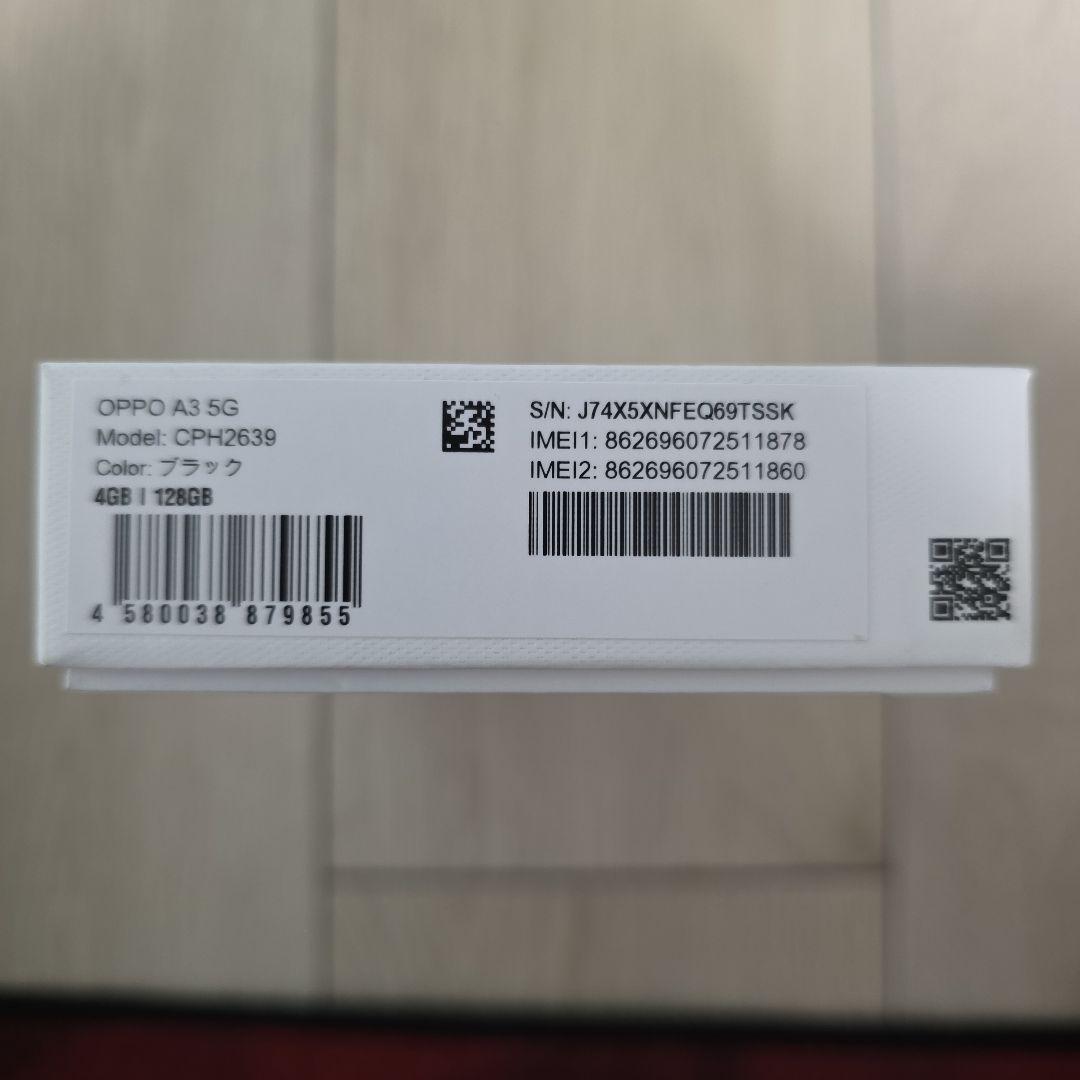 OPPO A3 5G
Model: CPH2639
Color: ブラック
4GB | 128GB
4 580038 879855
S/N: J74X5XNFEQ69TSSK
IMEI1: 862696072511878
IMEI2: 862696072511860